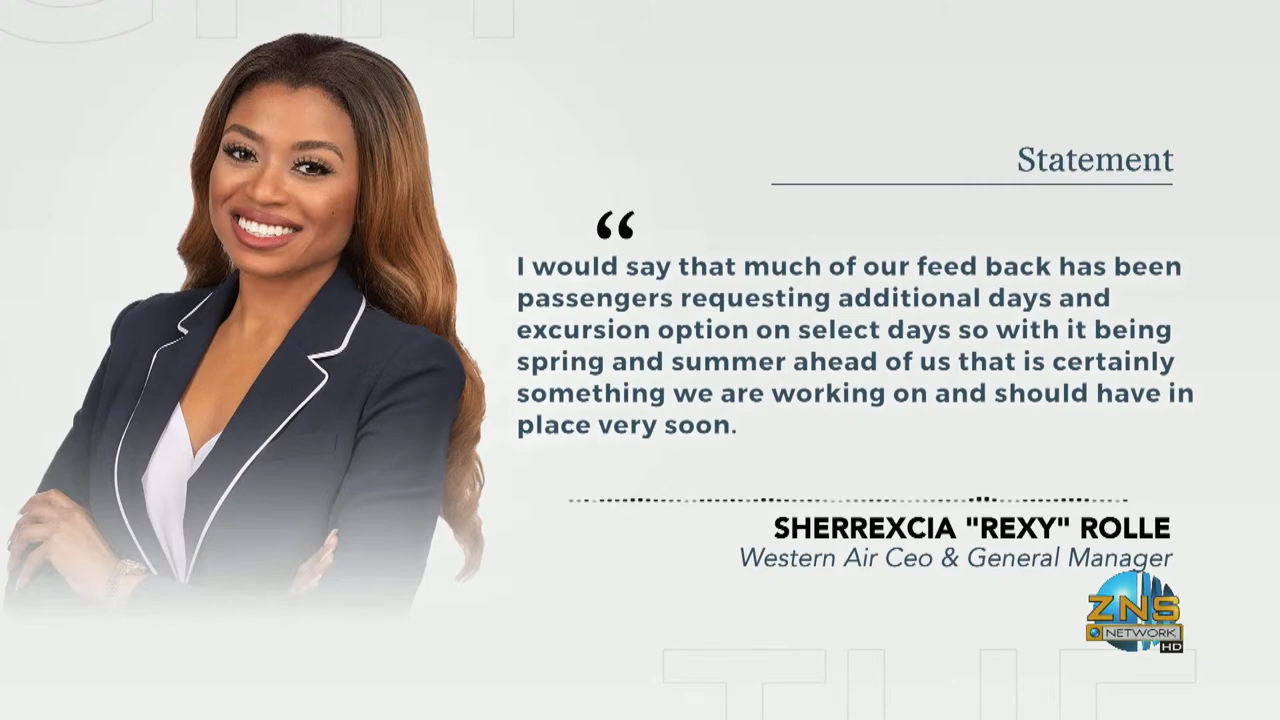 Statement
“
I would say that much of our feed back has been
passengers requesting additional days and
excursion option on select days so with it being
spring and summer ahead of us that is certainly
something we are working on and should have in
place very soon.
SHERREXCIA "REXY" ROLLE
Western Air Ceo & General Manager
ZNS
NETWORK
HD
THE